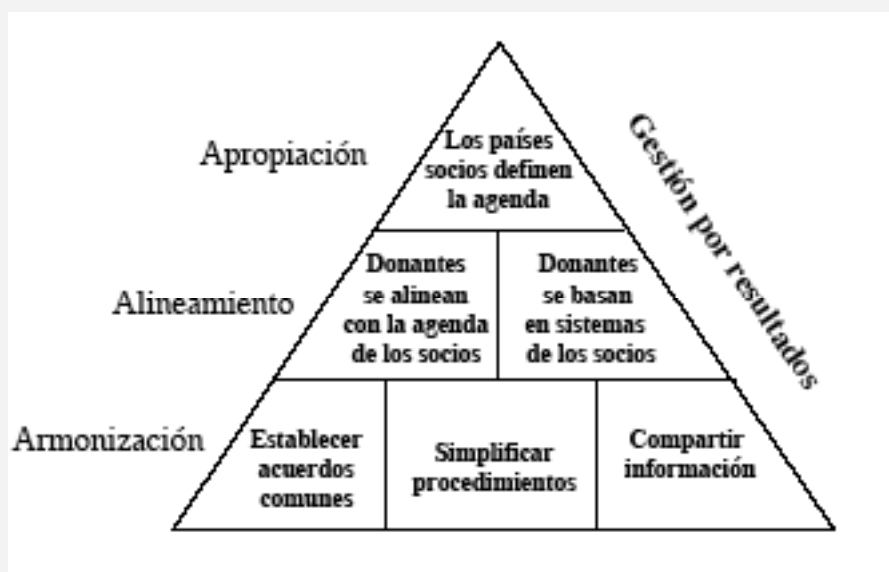 Apropiación
Los países
socios definen
la agenda
Gestión por resultados
Alineamiento
Donantes
se alinean
con la agenda
de los socios
Donantes
se basan
en sistemas
de los socios
Armonización
Establecer
acuerdos
comunes
Simplificar
procedimientos
Compartir
información